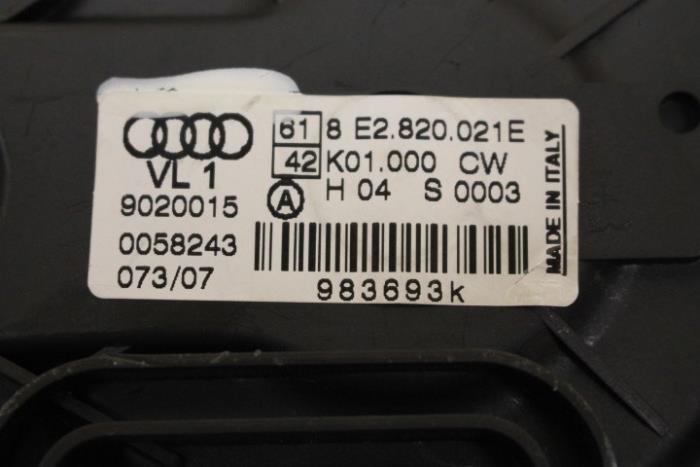 61 8 E2.820.021E
42 K01.000 CW
VL 1
A H 04 S 0003
9020015
0058243
073/07
983693k
MADE IN ITALY